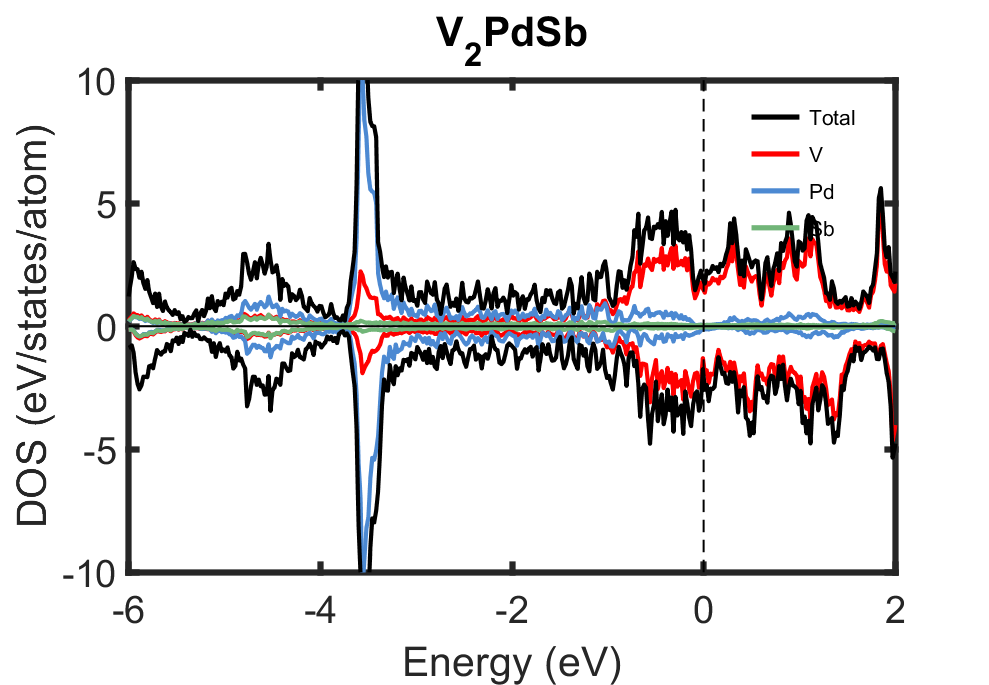 V₂PdSb
10
5
0
-5
-10
DOS (eV/states/atom)
Total
V
Pd
Sb
-6 -4 -2 0 2
Energy (eV)